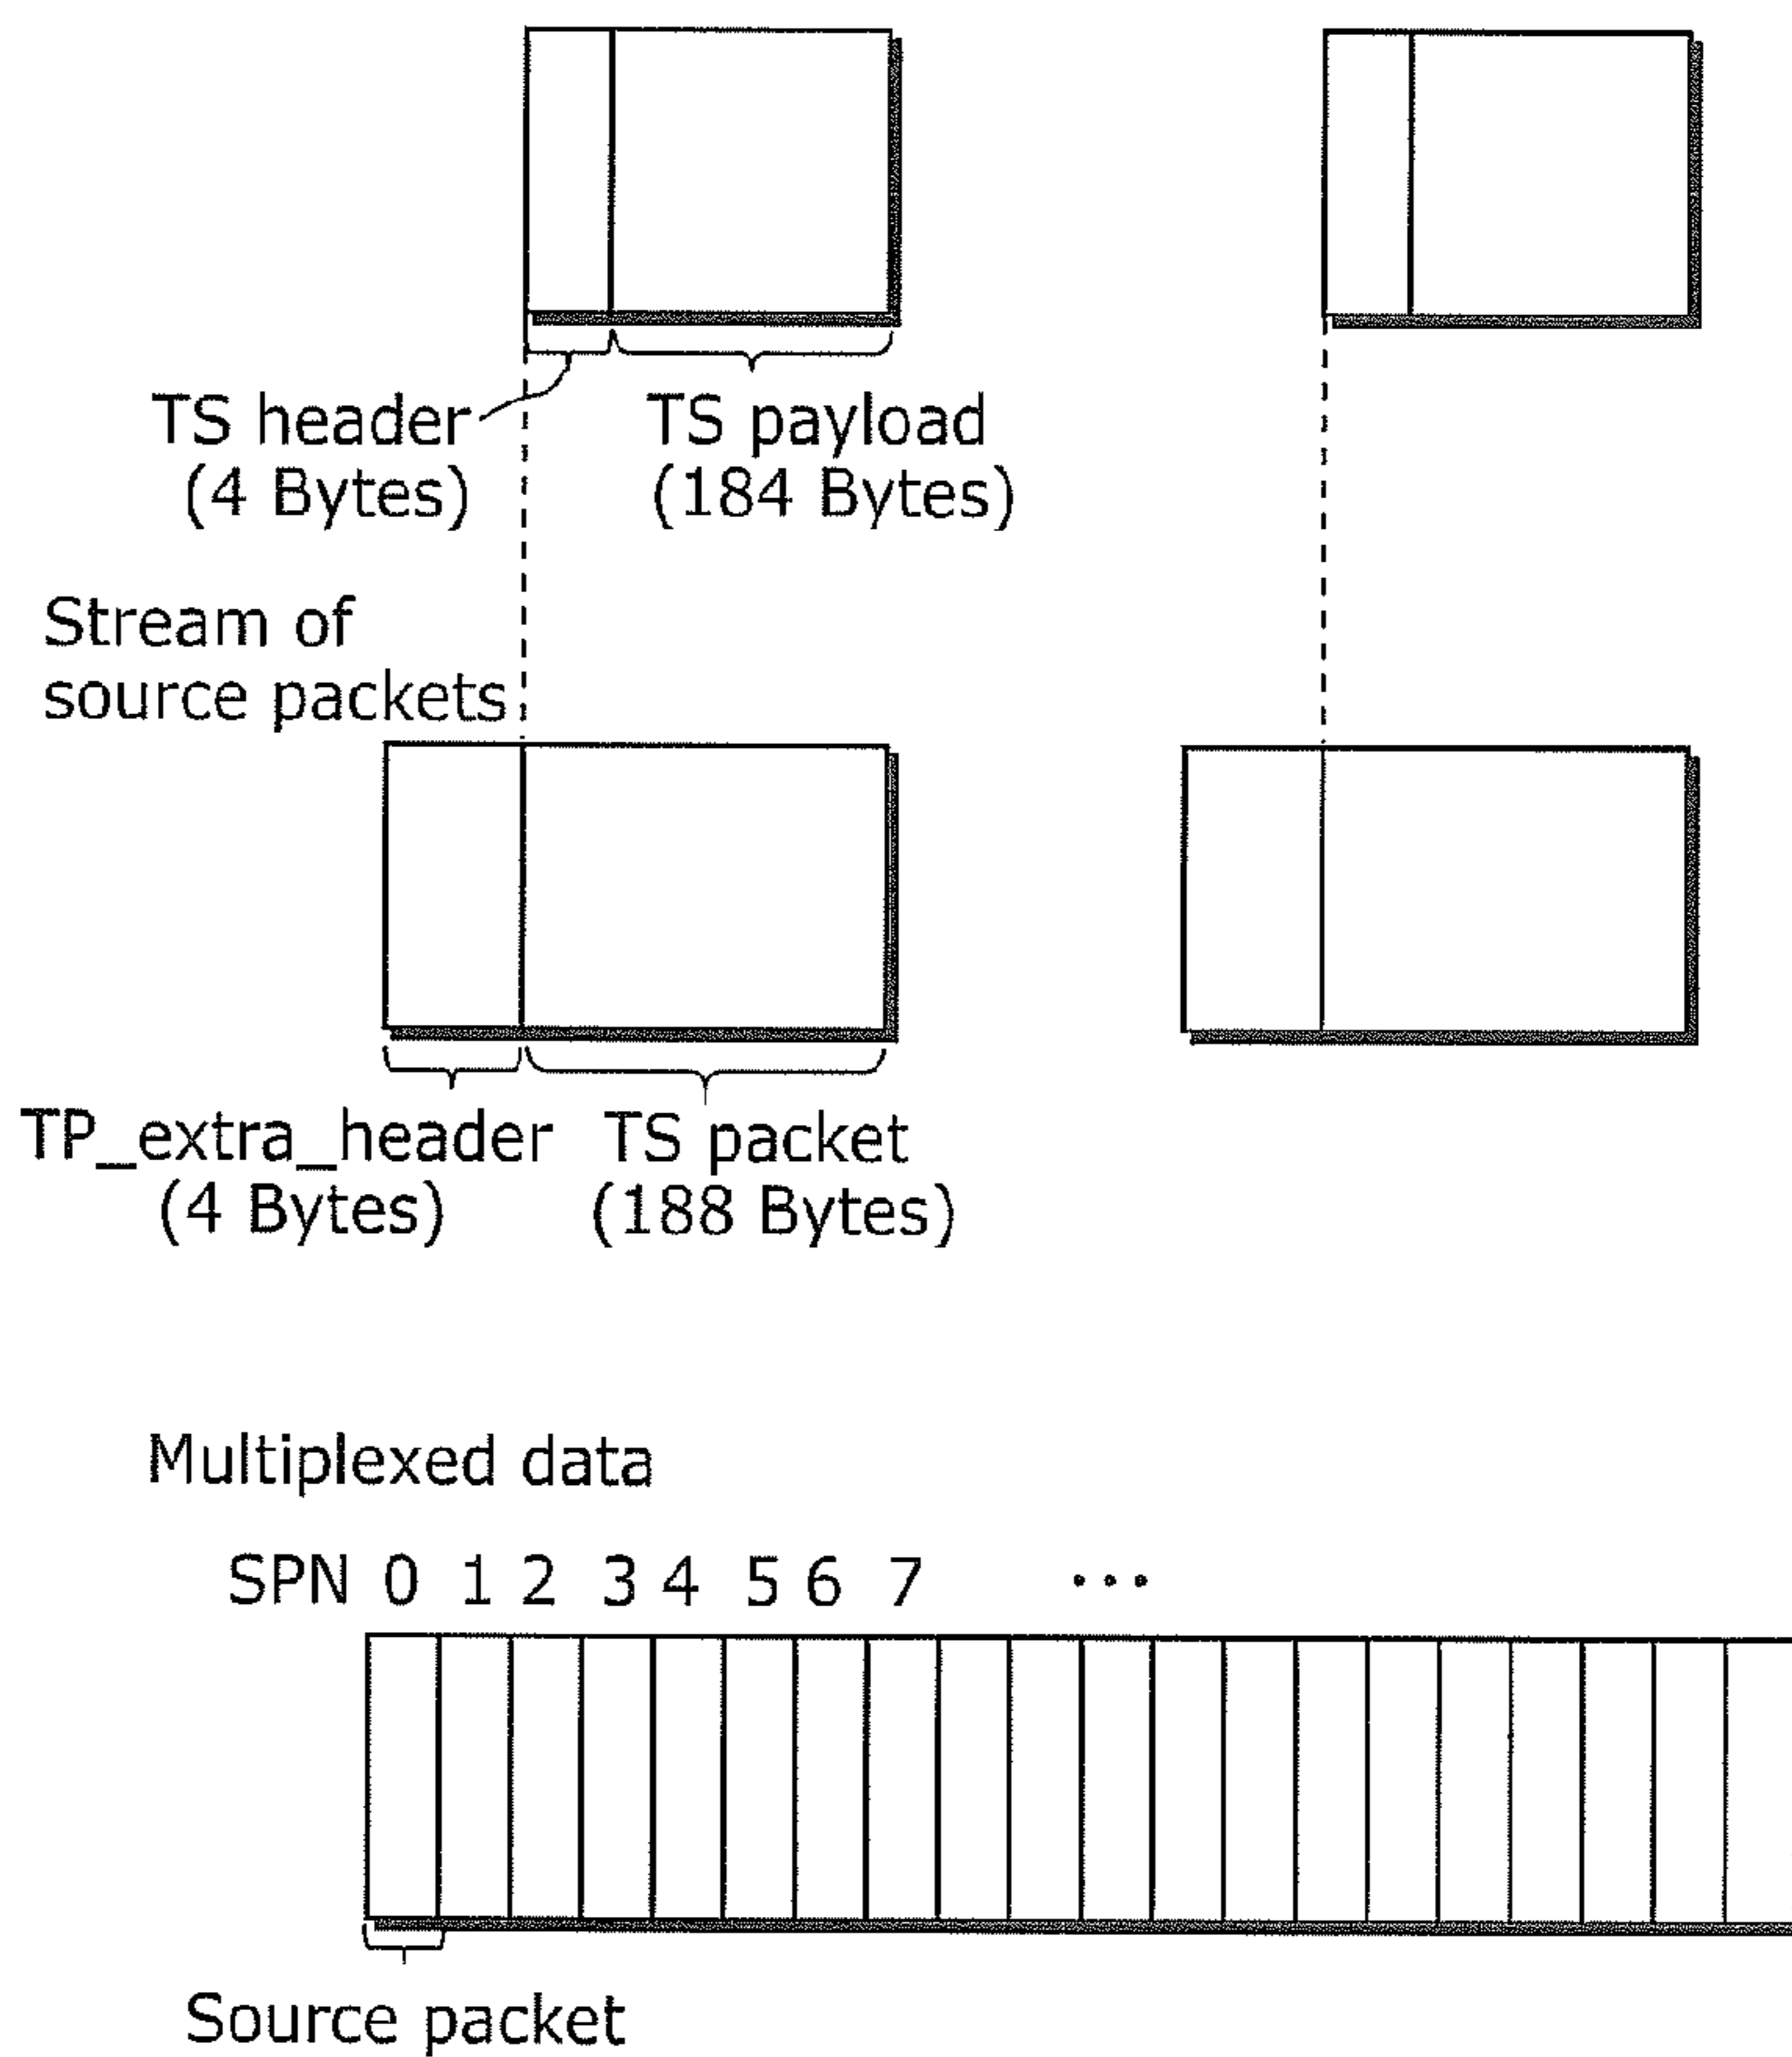 TS header TS payload
(4 Bytes) (184 Bytes)
Stream of
source packets
TP_extra_header TS packet
(4 Bytes) (188 Bytes)
Multiplexed data
SPN 0 1 2 3 4 5 6 7 ...
Source packet